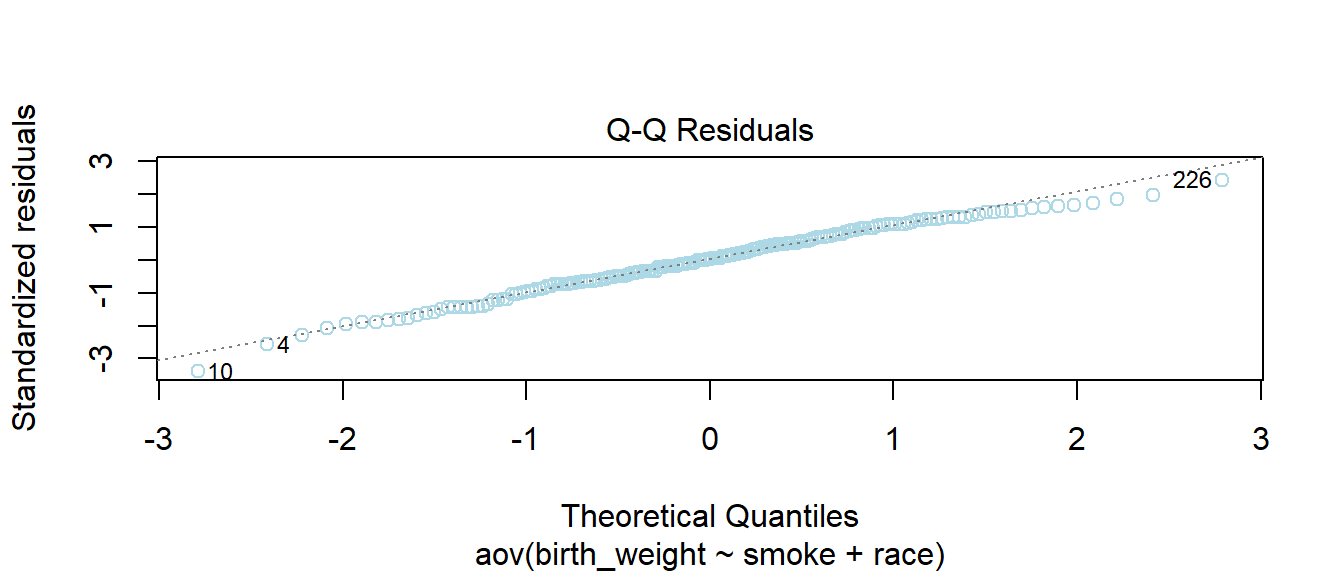 Q-Q Residuals
Standardized residuals
3
1
-1
-3
226
4
10
-3 -2 -1 0 1 2 3
Theoretical Quantiles
aov(birth_weight ~ smoke + race)